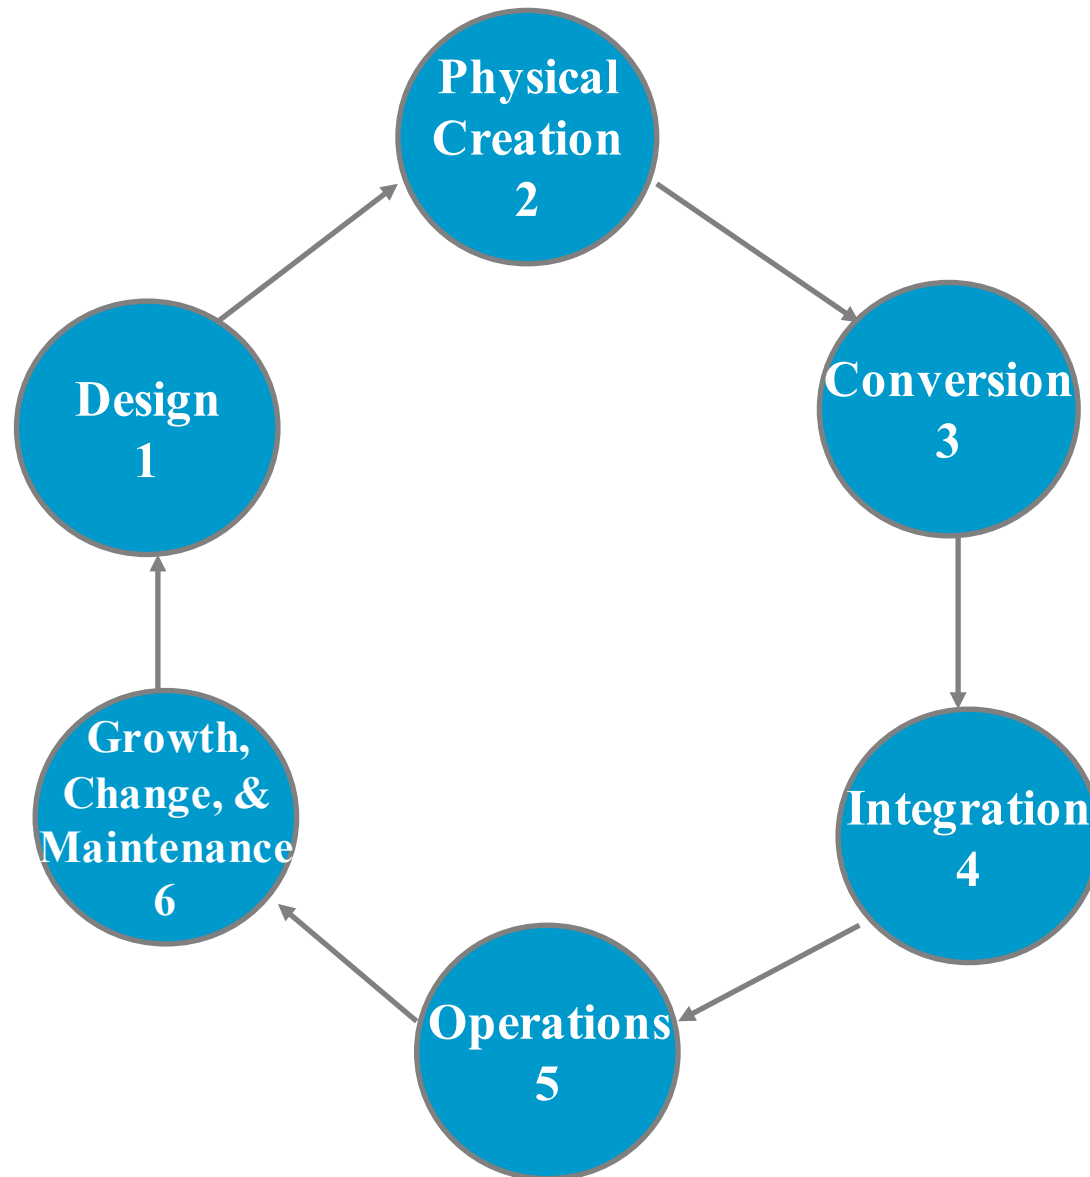 Physical
Creation
2
Conversion
3
Design
1
Growth,
Change, &
Maintenance
6
Integration
4
Operations
5